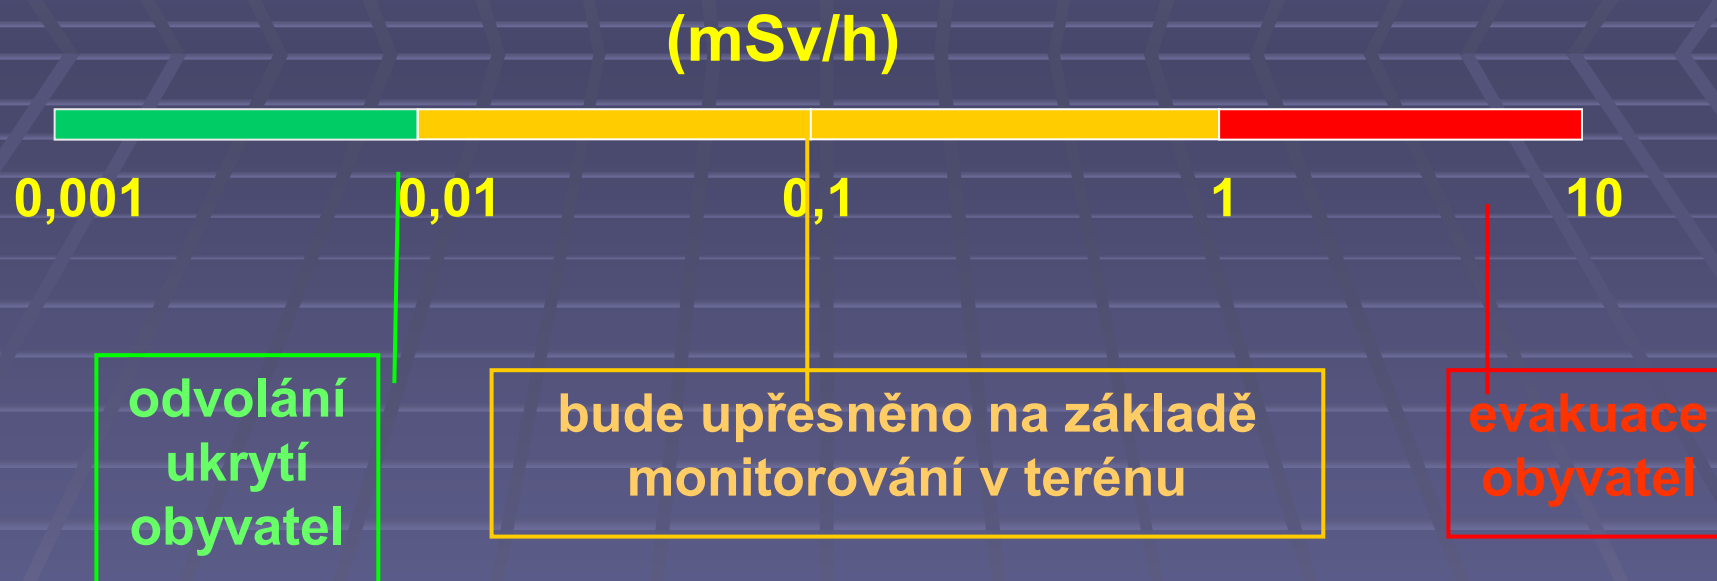 (mSv/h)
0,001 0,01 0,1 1 10
odvolání
ukrytí
obyvatel
bude upřesněno na základě
monitorování v terénu
evakuace
obyvatel